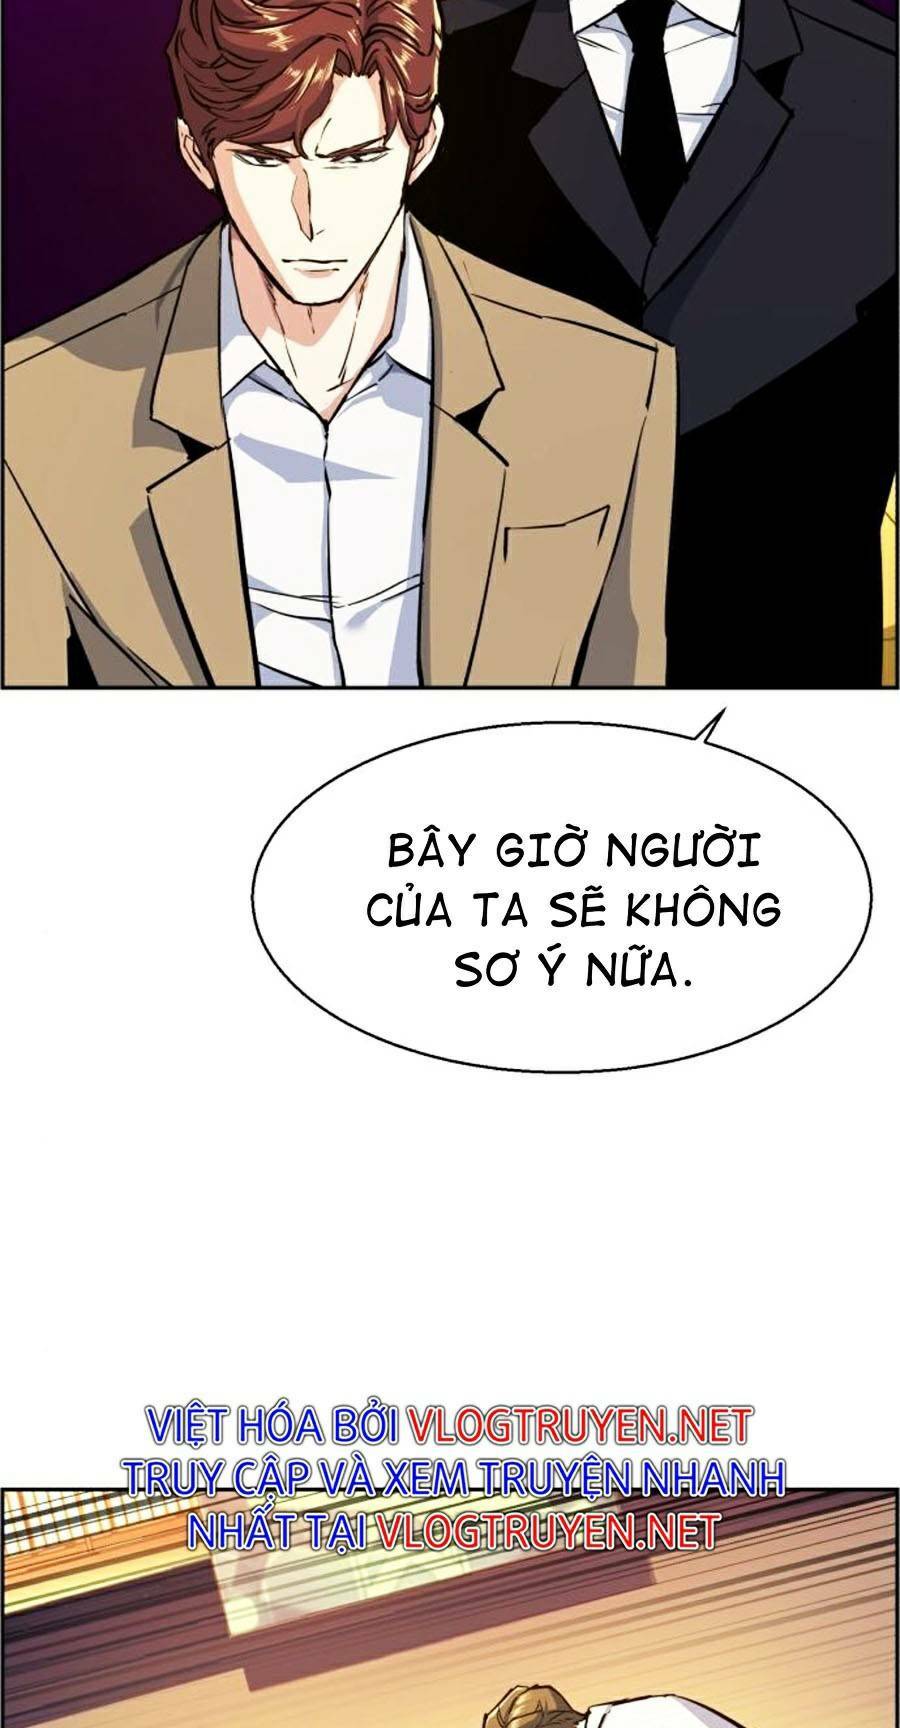 BÂY GIỜ NGƯỜI
CỦA TA SẼ KHÔNG
SƠ Ý NỮA.
VIỆT HÓA BỞI VLOGTRUYEN.NET
TRUY CẬP VÀ XEM TRUYỆN NHANH
NHẤT TẠI VLOGTRUYEN.NET